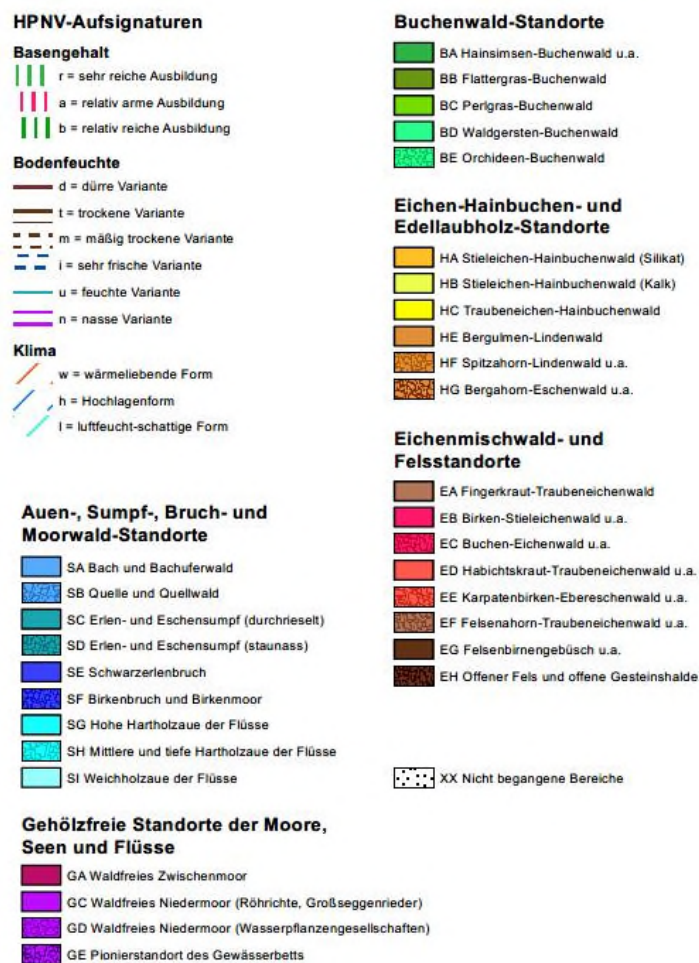 HPNV-Aufsignaturen
Basengehalt
r = sehr reiche Ausbildung
a = relativ arme Ausbildung
b = relativ reiche Ausbildung
Bodenfeuchte
d = dürre Variante
t = trockene Variante
m = mäßig trockene Variante
i = sehr frische Variante
u = feuchte Variante
n = nasse Variante
Klima
w = wärmeliebende Form
h = Hochlagenform
l = luftfeucht-schattige Form
Auen-, Sumpf-, Bruch- und
Moorwald-Standorte
SA Bach und Bachuferwald
SB Quelle und Quellwald
SC Erlen- und Eschensumpf (durchrieselt)
SD Erlen- und Eschensumpf (staunass)
SE Schwarzerlenbruch
SF Birkenbruch und Birkenmoor
SG Hohe Hartholzaue der Flüsse
SH Mittlere und tiefe Hartholzaue der Flüsse
SI Weichholzaue der Flüsse
Gehölzfreie Standorte der Moore,
Seen und Flüsse
GA Waldfreies Zwischenmoor
GC Waldfreies Niedermoor (Röhrichte, Großseggenrieder)
GD Waldfreies Niedermoor (Wasserpflanzengesellschaften)
GE Pionierstandort des Gewässerbetts
Buchenwald-Standorte
BA Hainsimsen-Buchenwald u.a.
BB Flattergras-Buchenwald
BC Perlgras-Buchenwald
BD Waldgersten-Buchenwald
BE Orchideen-Buchenwald
Eichen-Hainbuchen- und
Edellaubholz-Standorte
HA Stieleichen-Hainbuchenwald (Silikat)
HB Stieleichen-Hainbuchenwald (Kalk)
HC Traubeneichen-Hainbuchenwald
HE Bergulmen-Lindenwald
HF Spitzahorn-Lindenwald u.a.
HG Bergahorn-Eschenwald u.a.
Eichenmischwald- und
Felsstandorte
EA Fingerkraut-Traubeneichenwald
EB Birken-Stieleichenwald u.a.
EC Buchen-Eichenwald u.a.
ED Habichtskraut-Traubeneichenwald u.a.
EE Karpatenbirken-Ebereschenwald u.a.
EF Felsenahorn-Traubeneichenwald u.a.
EG Felsenbirnengebüsch u.a.
EH Offener Fels und offene Gesteinshalde
XX Nicht begangene Bereiche